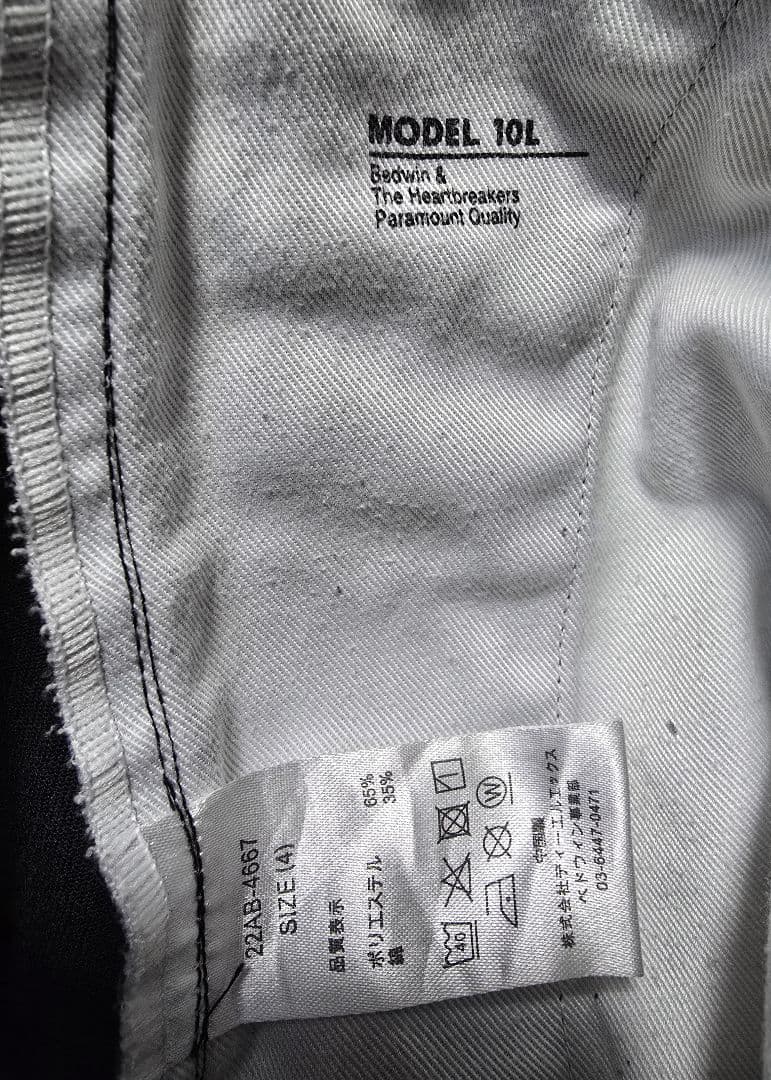 MODEL 10L
Bedwin &
The Heartbreakers
Paramount Quality
22AB-4667
SIZE (4)
品質表示
ポリエステル 65%
綿 35%
40
W
中国製
株式会社ティーエルエックス
ベドウィン事業部
03-6447-0471